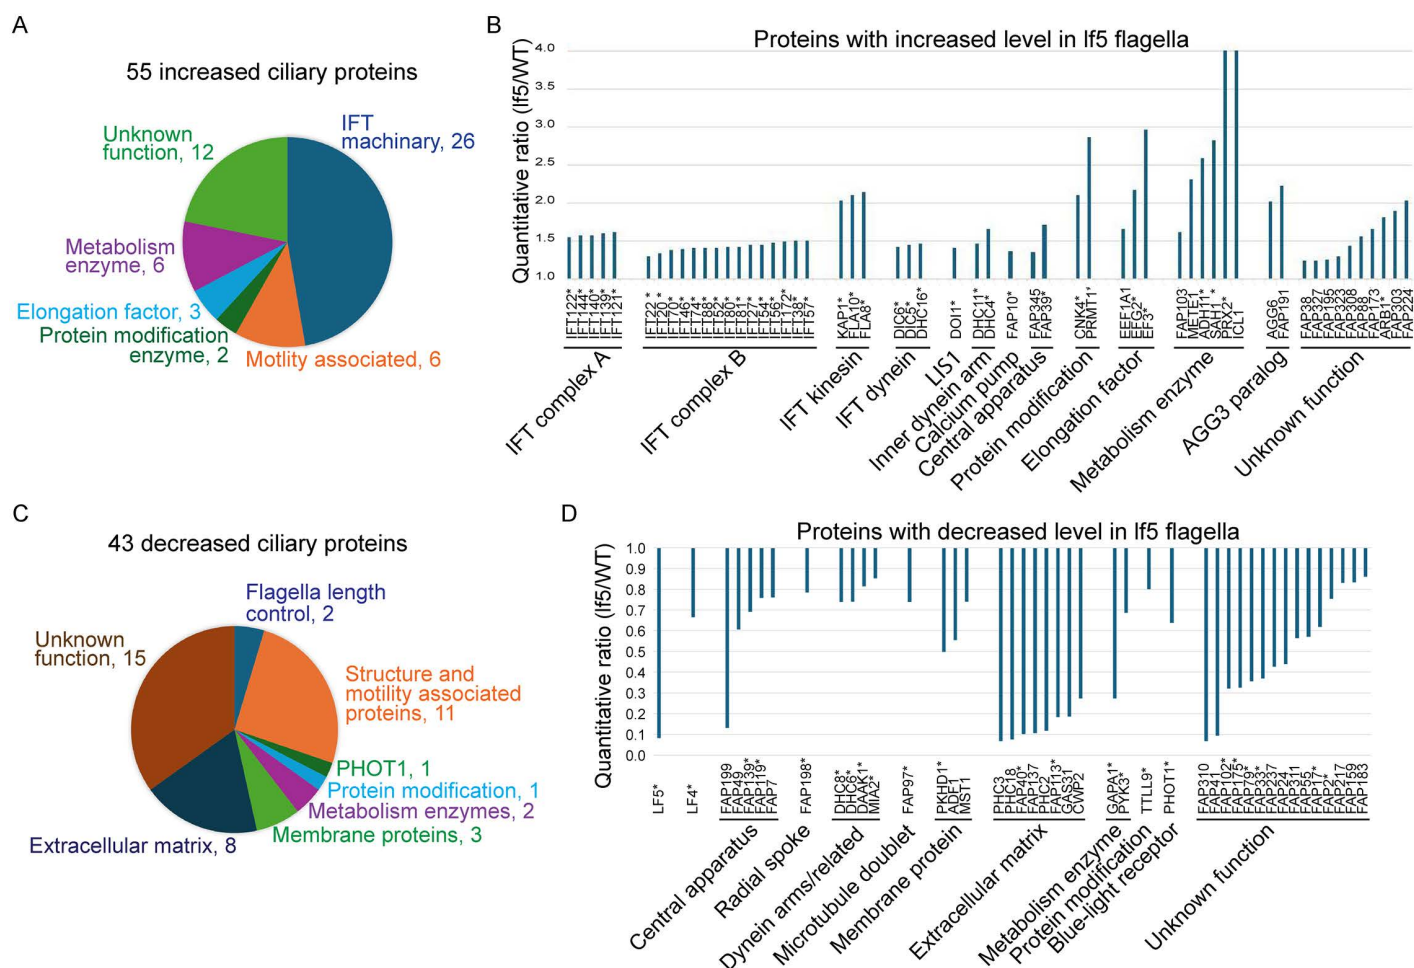 A
55 increased ciliary proteins
Unknown
function, 12
IFT
machinary, 26
Metabolism
enzyme, 6
Elongation factor, 3
Protein modification
enzyme, 2
Motlity associated, 6
B
Proteins with increased level in lf5 flagella
Quantitative ratio (lf5/WT)
4.0
3.5
3.0
2.5
2.0
1.5
1.0
IFT122*
IFT144*
IFT140*
IFT139*
IFT121*
IFT22 *
IFT20 *
IFT70*
IFT46*
IFT74*
IFT88*
IFT52*
IFT80*
IFT81*
IFT27*
IFT54*
IFT56*
IFT172*
IFT38*
IFT57*
KAP1*
FLA10*
FLA8*
DIC6*
DIC5*
DHC16*
DOI1*
DHC11*
DHC4*
FAP10*
FAP345
FAP39*
CNK4*
PRMT1*
EEF1A1
EFG2*
EF3*
FAP103
METE1
ADH11*
SAH1 *
PRX2*
ICL1
AGG6
FAP191
FAP38
FAP327
FAP195
FAP323
FAP308
FAP89*
FAP173
ARB1*
FAP303
FAP224
IFT complex A
IFT complex B
IFT kinesin
IFT dynein
LIS1
Inner dynein arm
Calcium pump
Central apparatus
Protein modification
Elongation factor
Metabolism enzyme
AGG3 paralog
Unknown function
C
43 decreased ciliary proteins
Flagella length
control, 2
Unknown
function, 15
Structure and
motility associated
proteins, 11
PHOT1, 1
Protein modification, 1
Metabolism enzymes, 2
Membrane proteins, 3
Extracellular matrix, 8
D
Proteins with decreased level in lf5 flagella
Quantitative ratio (lf5/WT)
1.0
0.9
0.8
0.7
0.6
0.5
0.4
0.3
0.2
0.1
0.0
LF5*
LF4*
FAP199
FAP49
FAP139*
FAP119*
FAP7
FAP198*
DHC8*
DHC6*
DAAK1*
MIA2*
FAP97*
PKHD1*
ADF1
MST1
PHC3
PHC18
FAP40*
FAP137
PHC2
FAP113*
GAS31
CWP2
GAPA1*
PYK3*
TTLL9*
PHOT1*
FAP310
FAP41
FAP102*
FAP175*
FAP79*
FAP33*
FAP237
FAP24
FAP311
FAP55
FAP17*
FAP2*
FAP217
FAP159
FAP183
Central apparatus
Radial spoke
Dynein arms/related
Microtubule doublet
Membrane protein
Extracellular matrix
Metabolism enzyme
Protein modification
Blue-light receptor
Unknown function